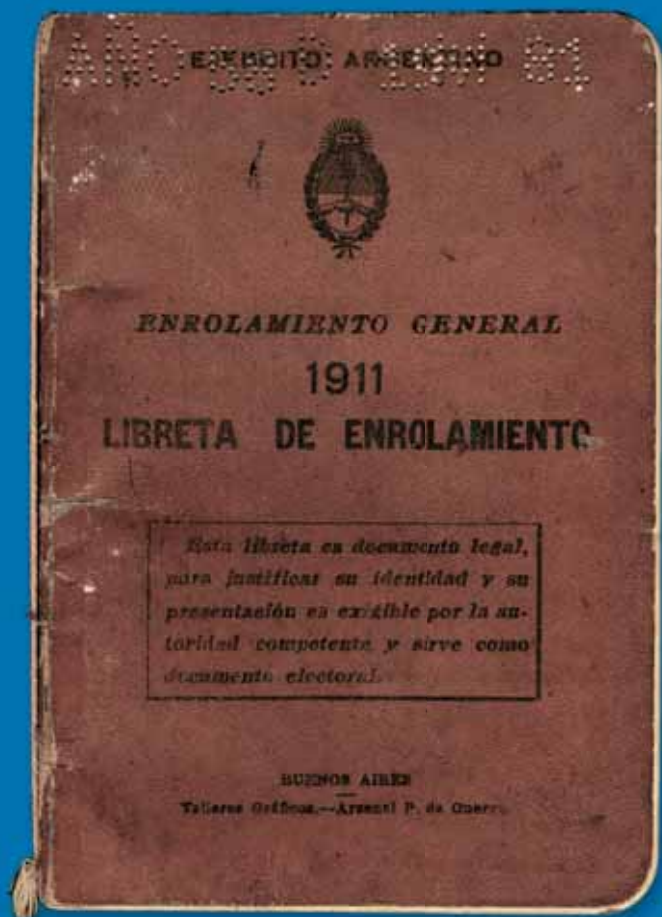 EJERCITO ARGENTINO
ENROLAMIENTO GENERAL
1911
LIBRETA DE ENROLAMIENTO
Esta libreta es documento legal,
para justificar su identidad y su
presentación es exigible por la au-
toridad competente y sirve como
documento electoral.
BUENOS AIRES
Talleres Gráficos.—Arsenal P. de Guerra